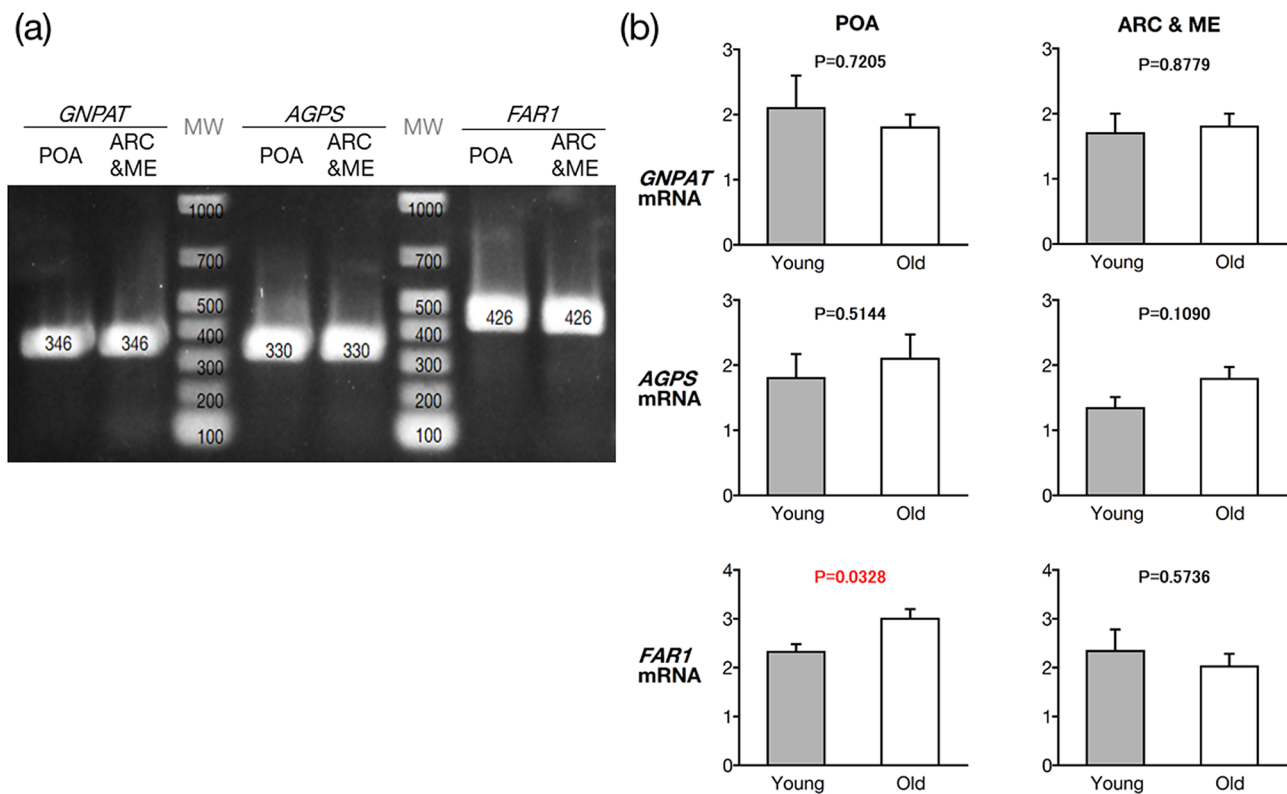 (a)
GNPAT MW AGPS MW FAR1
POA ARC &ME POA ARC &ME POA ARC &ME
1000 1000
700 700
500 500
346 346 400 330 330 400 426 426
300 300
200 200
100 100
(b)
POA ARC & ME
GNPAT
mRNA
3
2
1
0
P=0.7205
Young Old
3
2
1
0
P=0.8779
Young Old
AGPS
mRNA
3
2
1
0
P=0.5144
Young Old
3
2
1
0
P=0.1090
Young Old
FAR1
mRNA
4
3
2
1
0
P=0.0328
Young Old
4
3
2
1
0
P=0.5736
Young Old